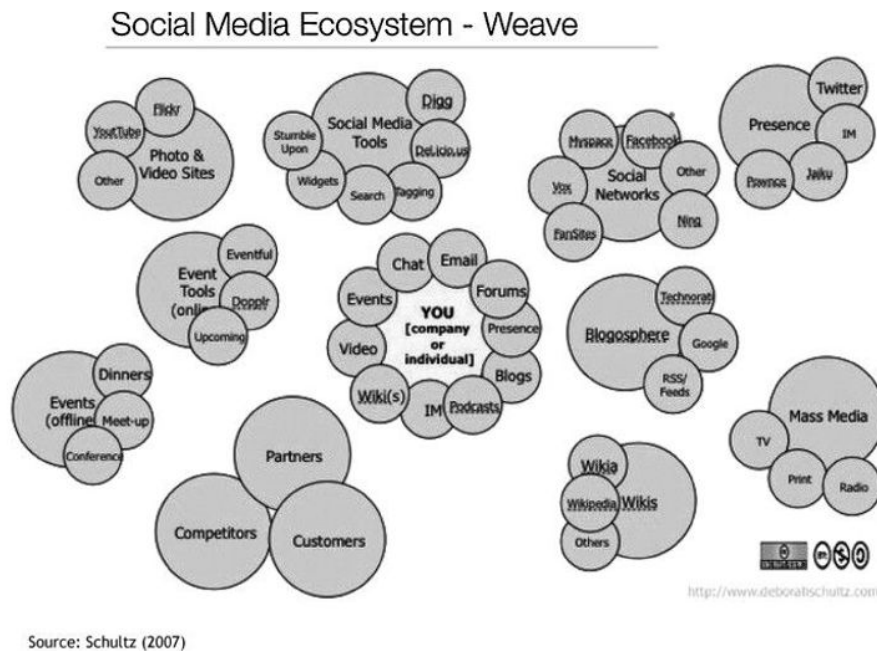 Social Media Ecosystem - Weave
Flickr
YoutTube
Other
Photo &
Video Sites
Social Media
Tools
Digg
Del.icio.us
Stumble
Upon
Widgets
Search
Tagging
Myspace
Facebook
Vox
Social
Networks
Other
FanSites
Ning
Presence
Twitter
IM
Jaiku
Pownce
Event
Tools
(online
Eventful
Dopplr
Upcoming
YOU
[company
or
individual]
Chat
Email
Forums
Presence
Blogs
Podcasts
IM
Wiki(s)
Video
Events
Blogosphere
Technorati
Google
RSS/
Feeds
Events
(offline
Dinners
Meet-up
Conference
Mass Media
TV
Print
Radio
Partners
Competitors
Customers
Wikia
Wikipedia
Wikis
Others
http://www.deborahschultz.com
Source: Schultz (2007)